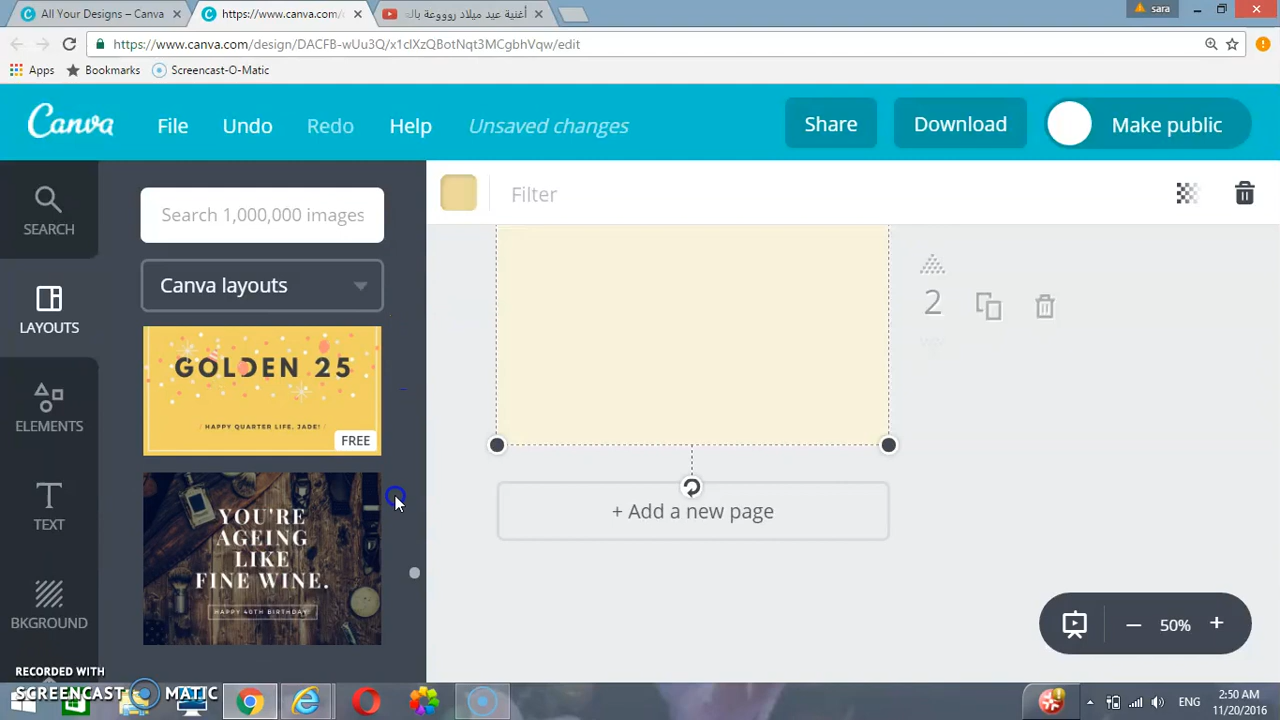 All Your Designs – Canva
https://www.canva.com/
أغنية عيد ميلاد روووعة بال
sara
https://www.canva.com/design/DACFB-wUu3Q/x1cIXzQBotNqt3MCgbhVqw/edit
Apps
Bookmarks
Screencast-O-Matic
Canva
File
Undo
Redo
Help
Unsaved changes
Share
Download
Make public
SEARCH
LAYOUTS
ELEMENTS
TEXT
BKGROUND
Search 1,000,000 images
Canva layouts
GOLDEN 25
HAPPY QUARTER LIFE, JADE!
FREE
YOU'RE
AGEING
LIKE
FINE WINE.
HAPPY 40TH BIRTHDAY!
Filter
2
+ Add a new page
50%
RECORDED WITH
SCREENCAST MATIC
ENG
2:50 AM
11/20/2016